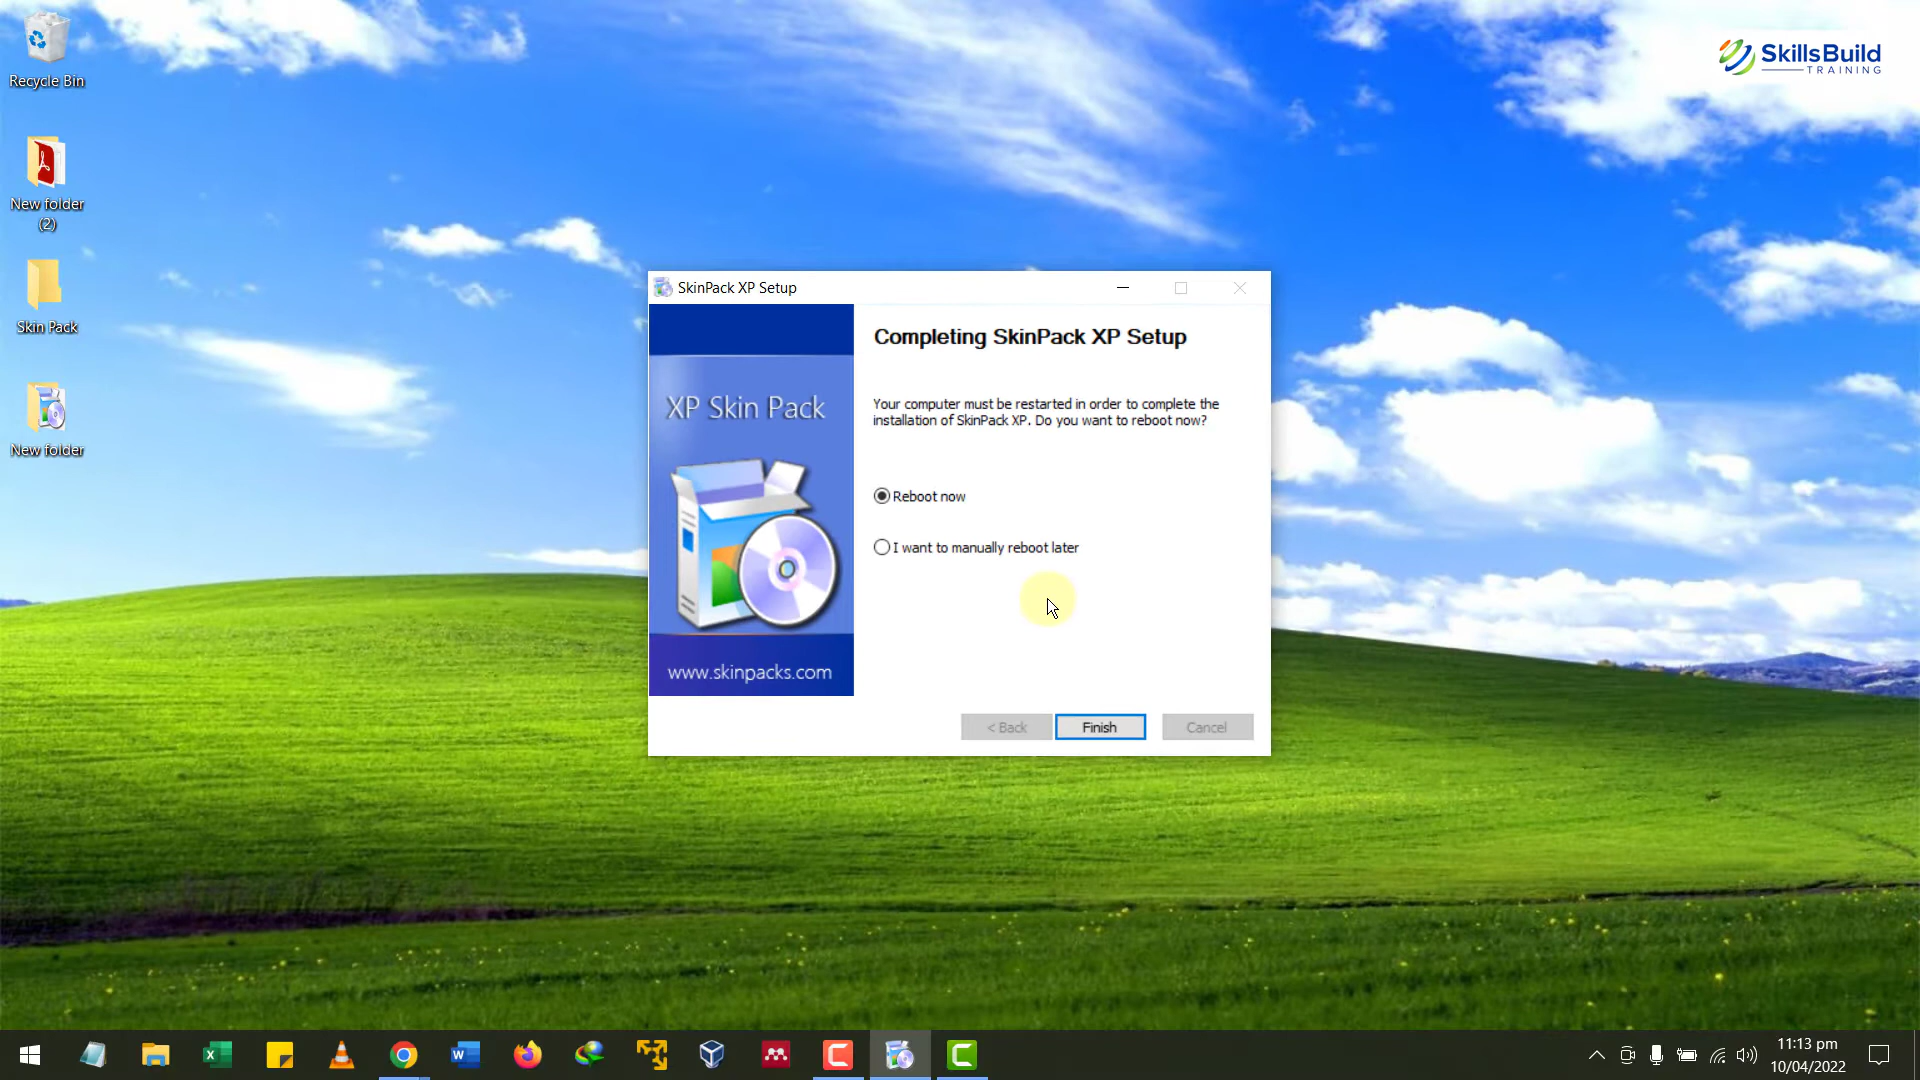 Recycle Bin
New folder
(2)
Skin Pack
New folder
SkillsBuild
TRAINING
SkinPack XP Setup
XP Skin Pack
www.skinpacks.com
Completing SkinPack XP Setup
Your computer must be restarted in order to complete the
installation of SkinPack XP. Do you want to reboot now?
Reboot now
I want to manually reboot later
< Back
Finish
Cancel
11:13 pm
10/04/2022